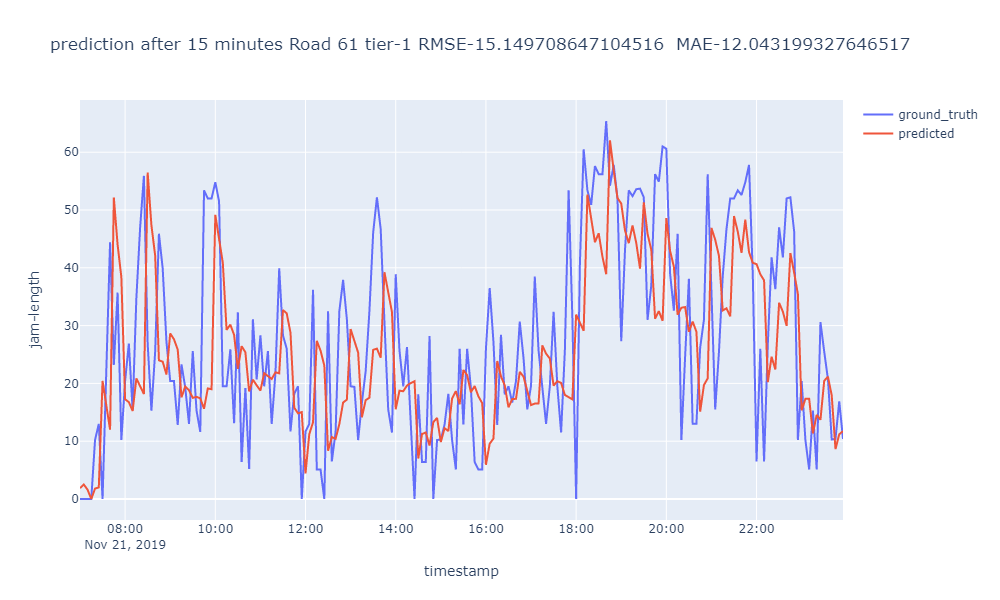 prediction after 15 minutes Road 61 tier-1 RMSE-15.149708647104516  MAE-12.043199327646517
ground_truth
predicted
60
50
40
30
20
10
0
jam-length
08:00 10:00 12:00 14:00 16:00 18:00 20:00 22:00
Nov 21, 2019
timestamp